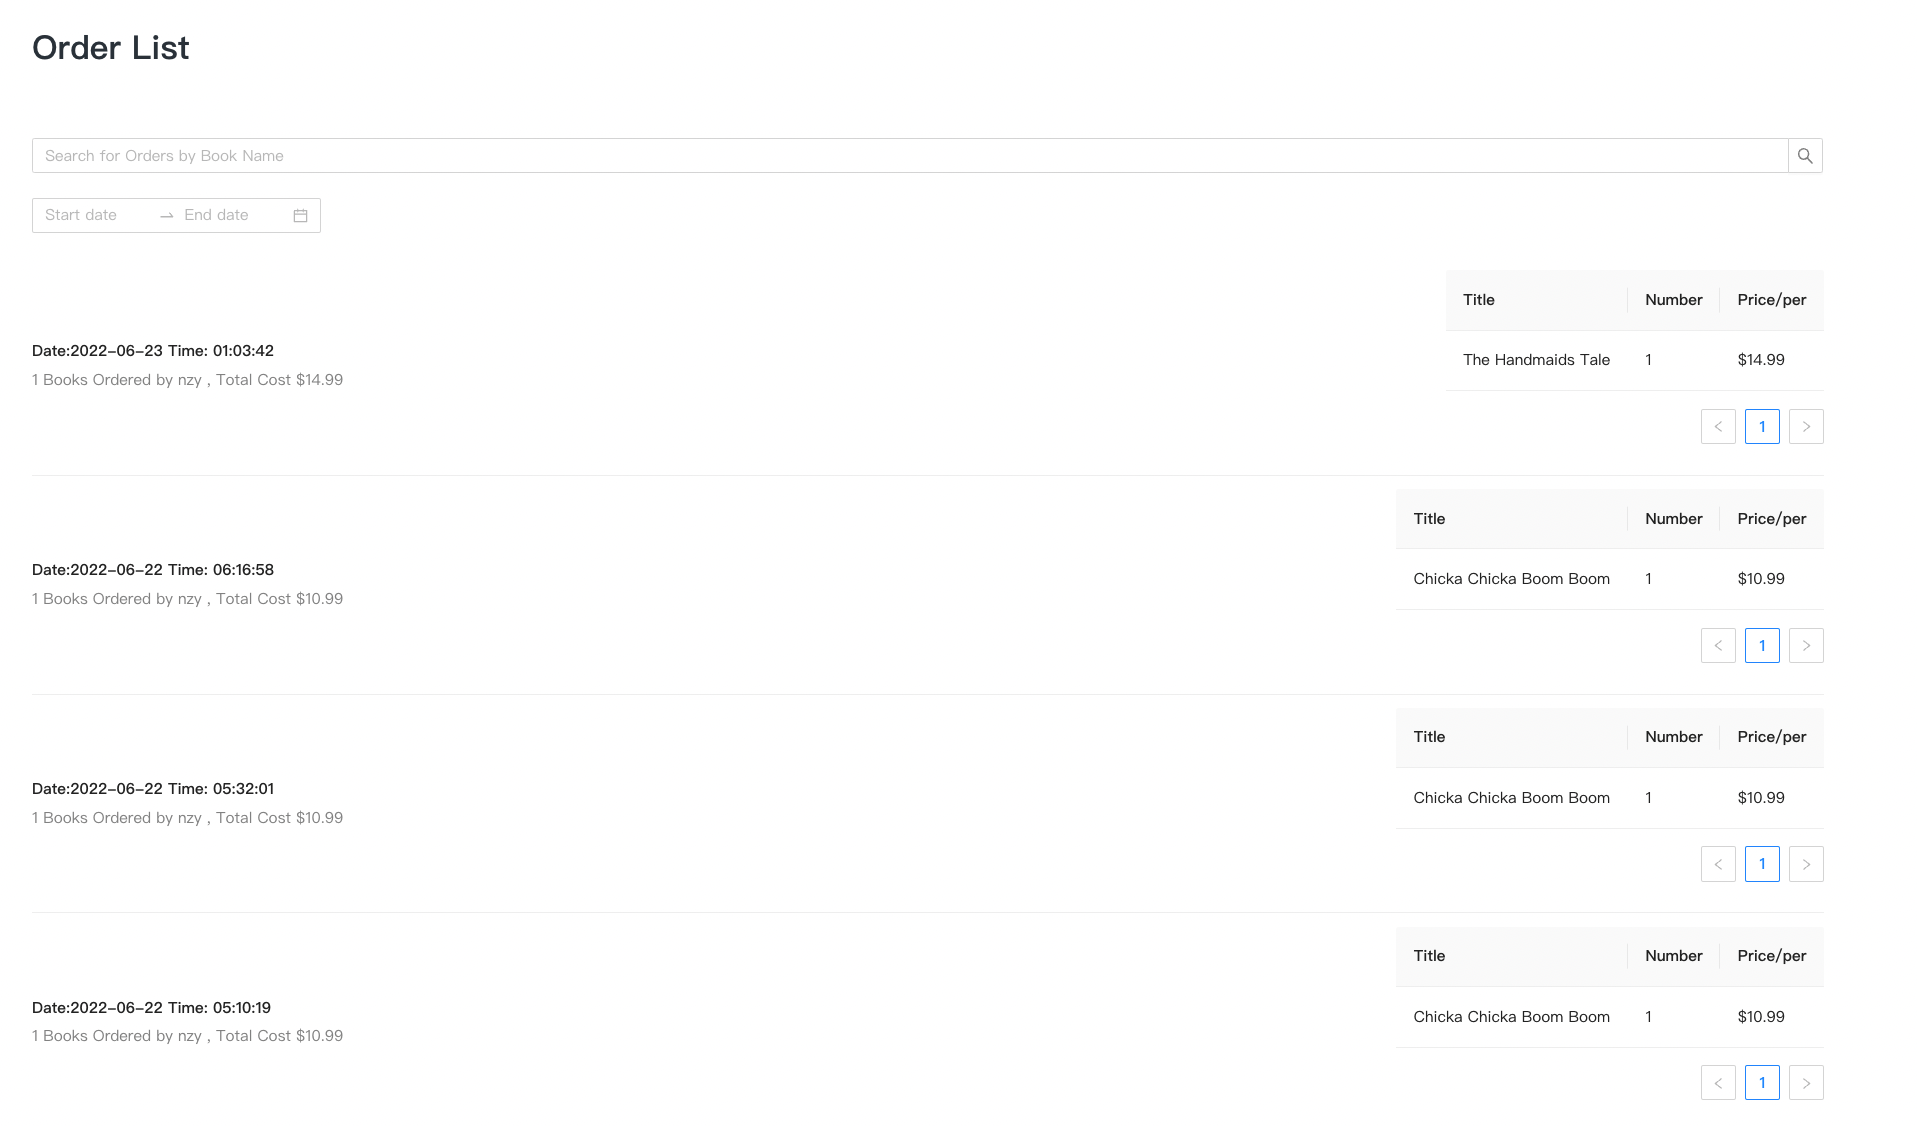 Order List
Search for Orders by Book Name
Start date → End date
Title Number Price/per
Date:2022-06-23 Time: 01:03:42
The Handmaids Tale 1 $14.99
1 Books Ordered by nzy , Total Cost $14.99
< 1 >
Title Number Price/per
Date:2022-06-22 Time: 06:16:58
Chicka Chicka Boom Boom 1 $10.99
1 Books Ordered by nzy , Total Cost $10.99
< 1 >
Title Number Price/per
Date:2022-06-22 Time: 05:32:01
Chicka Chicka Boom Boom 1 $10.99
1 Books Ordered by nzy , Total Cost $10.99
< 1 >
Title Number Price/per
Date:2022-06-22 Time: 05:10:19
Chicka Chicka Boom Boom 1 $10.99
1 Books Ordered by nzy , Total Cost $10.99
< 1 >